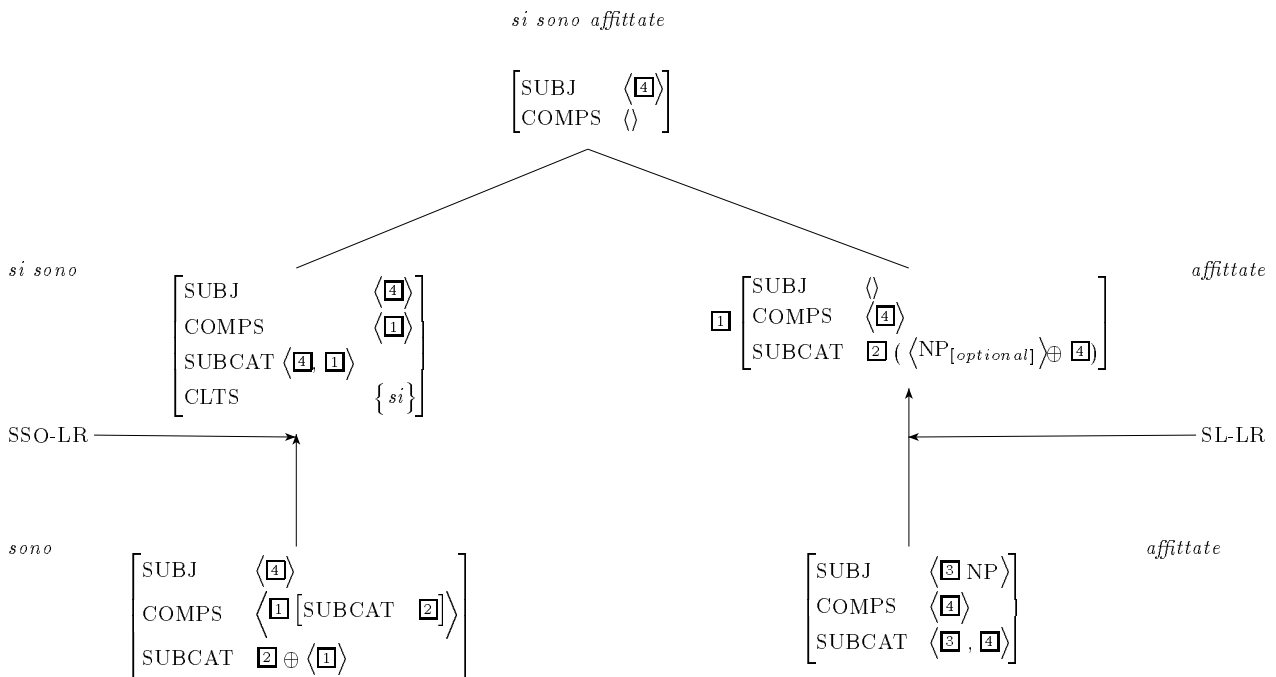 si sono affittate
SUBJ ⟨[4]⟩
COMPS ⟨⟩
si sono
SUBJ ⟨[4]⟩
COMPS ⟨[1]⟩
SUBCAT ⟨[4], [1]⟩
CLTS { si }
affittate
[1]
SUBJ ⟨⟩
COMPS ⟨[4]⟩
SUBCAT [2] ( ⟨NP[optional]⟩ ⊕ [4])
SSO-LR
SL-LR
sono
SUBJ ⟨[4]⟩
COMPS ⟨[1] [SUBCAT [2]]⟩
SUBCAT [2] ⊕ ⟨[1]⟩
affittate
SUBJ ⟨[3] NP⟩
COMPS ⟨[4]⟩
SUBCAT ⟨[3] , [4]⟩